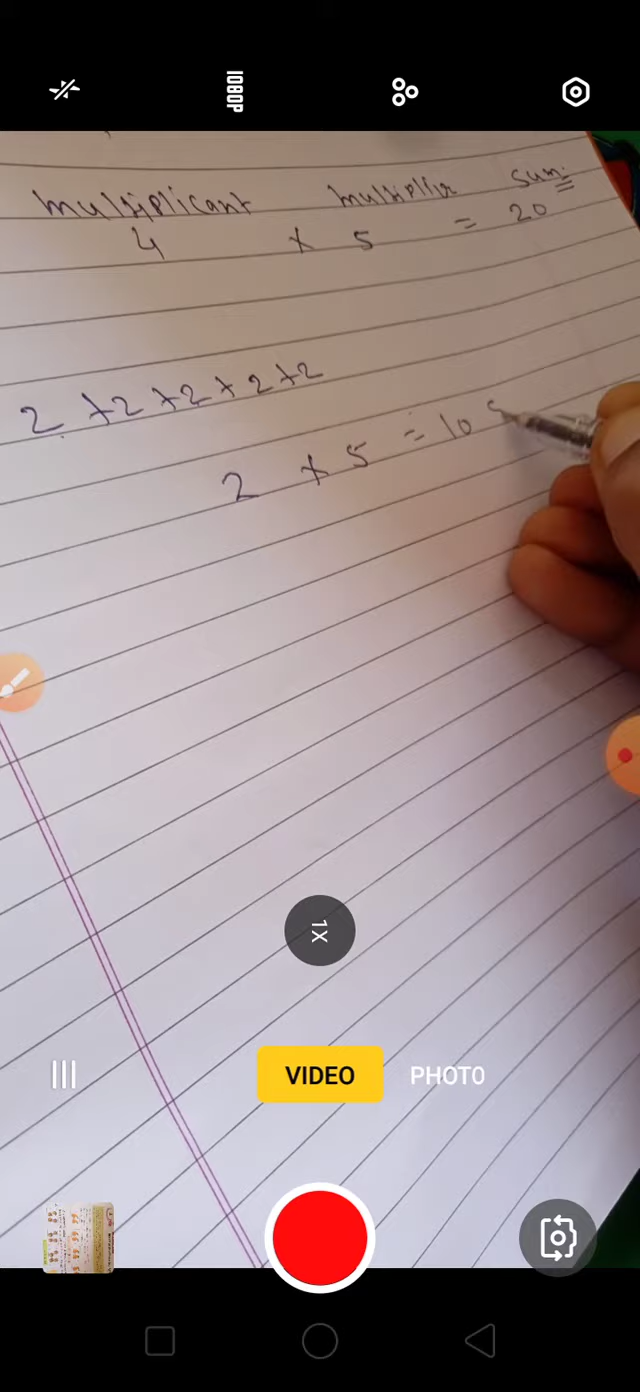 1080P
multiplicant multiplier sum
4 × 5 = 20
2 +2 +2 +2 +2
2 × 5 = 10 s
1X
VIDEO PHOTO